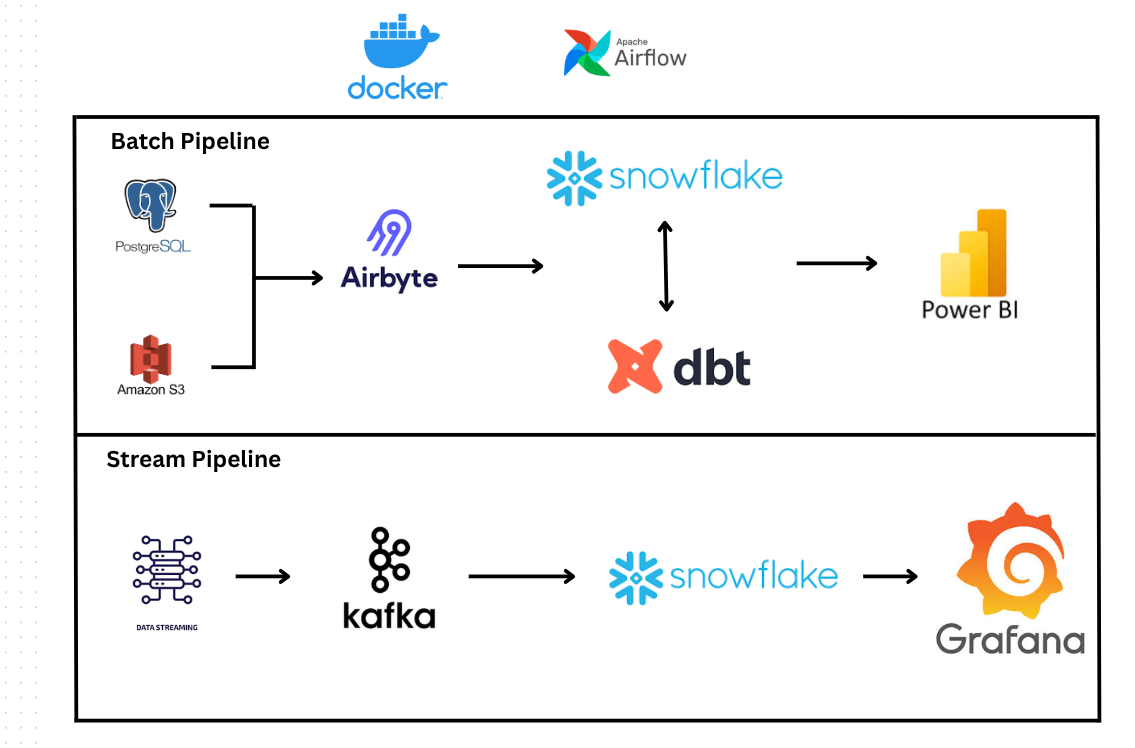 docker
Apache
Airflow
Batch Pipeline
PostgreSQL
Amazon S3
Airbyte
snowflake
dbt
Power BI
Stream Pipeline
DATA STREAMING
kafka
snowflake
Grafana